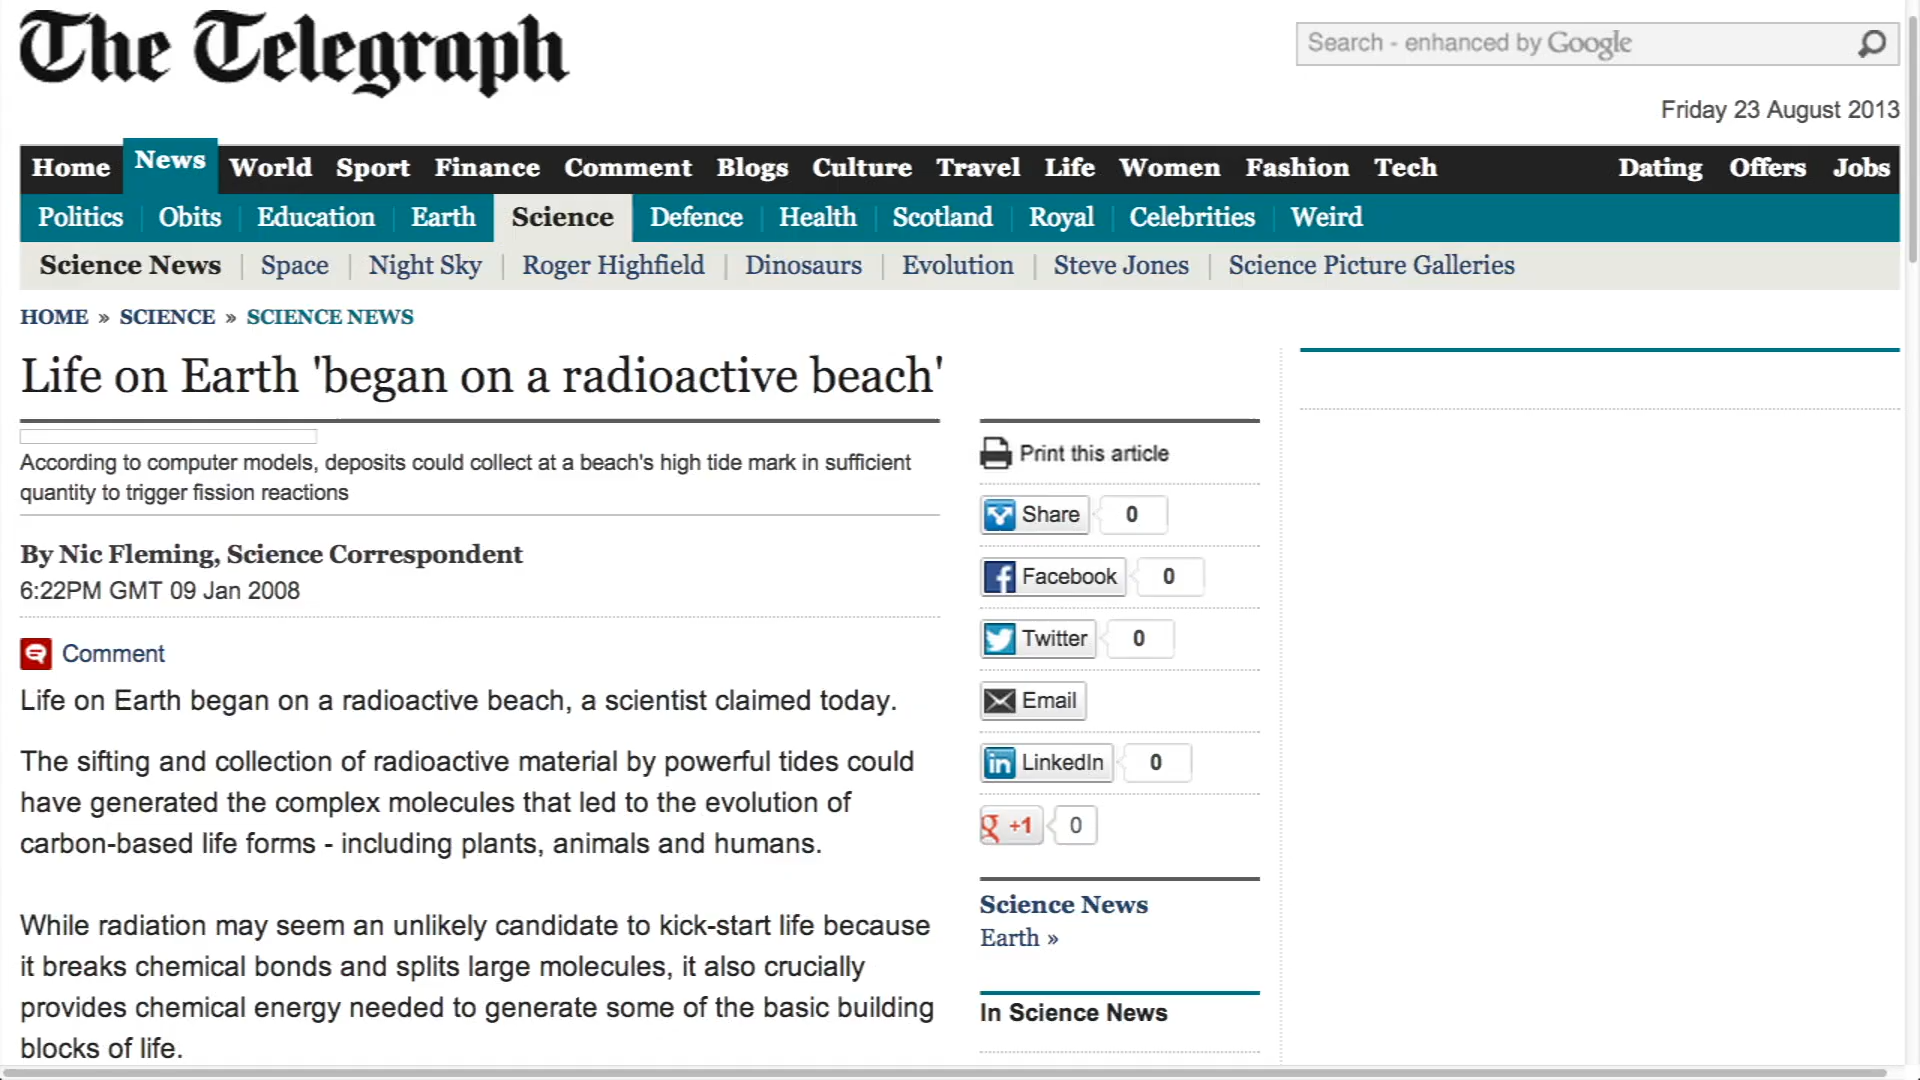 The Telegraph
Search - enhanced by Google
Friday 23 August 2013
Home News World Sport Finance Comment Blogs Culture Travel Life Women Fashion Tech Dating Offers Jobs
Politics Obits Education Earth Science Defence Health Scotland Royal Celebrities Weird
Science News | Space | Night Sky | Roger Highfield | Dinosaurs | Evolution | Steve Jones | Science Picture Galleries
HOME » SCIENCE » SCIENCE NEWS
Life on Earth 'began on a radioactive beach'
According to computer models, deposits could collect at a beach's high tide mark in sufficient
quantity to trigger fission reactions
By Nic Fleming, Science Correspondent
6:22PM GMT 09 Jan 2008
Comment
Life on Earth began on a radioactive beach, a scientist claimed today.
The sifting and collection of radioactive material by powerful tides could
have generated the complex molecules that led to the evolution of
carbon-based life forms - including plants, animals and humans.
While radiation may seem an unlikely candidate to kick-start life because
it breaks chemical bonds and splits large molecules, it also crucially
provides chemical energy needed to generate some of the basic building
blocks of life.
Print this article
Share 0
f Facebook 0
Twitter 0
Email
in LinkedIn 0
g +1 0
Science News
Earth »
In Science News